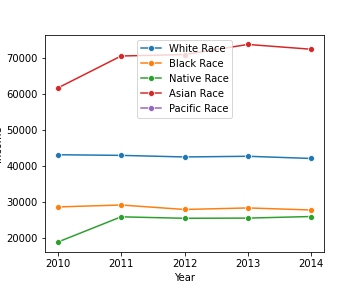 White Race
Black Race
Native Race
Asian Race
Pacific Race
70000
60000
50000
40000
30000
20000
2010
2011
2012
2013
2014
Year